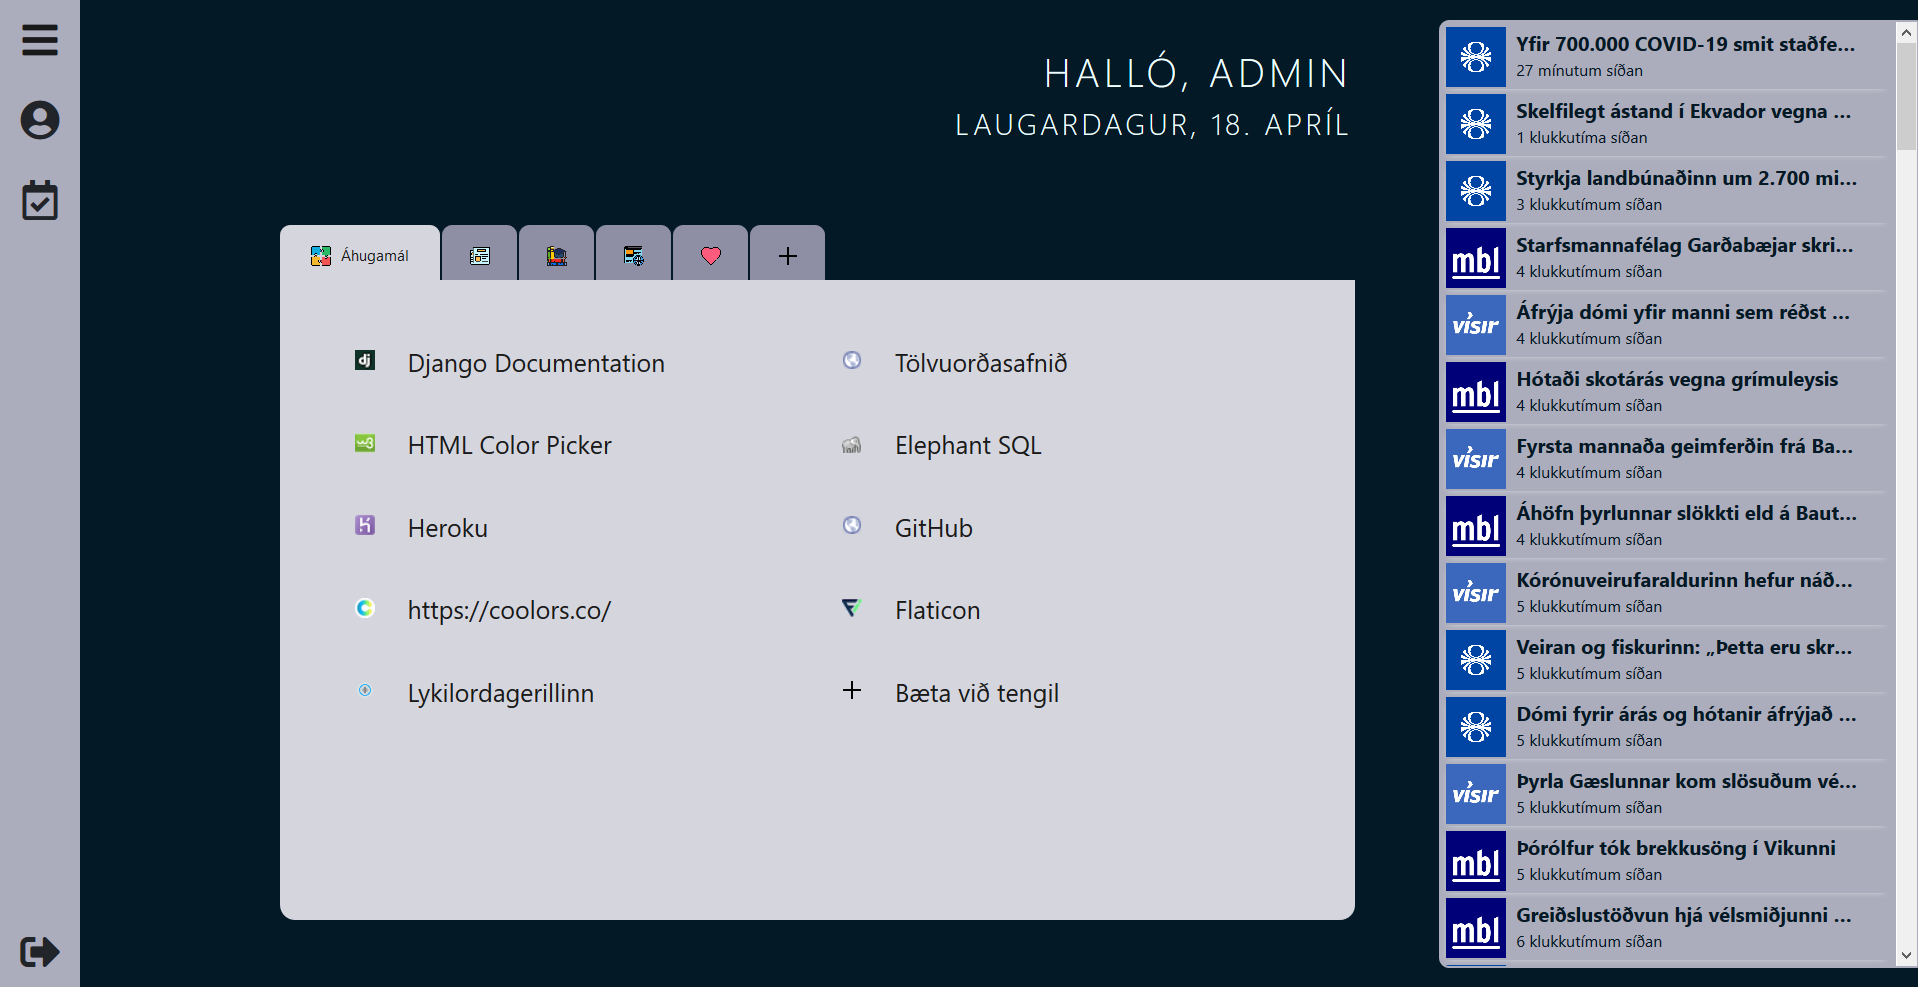 HALLÓ, ADMIN
LAUGARDAGUR, 18. APRÍL
Áhugamál
Django Documentation
Tölvuorðasafnið
HTML Color Picker
Elephant SQL
Heroku
GitHub
https://coolors.co/
Flaticon
Lykilordagerillinn
Bæta við tengil
Yfir 700.000 COVID-19 smit staðfe...
27 mínutum síðan
Skelfilegt ástand í Ekvador vegna ...
1 klukkutíma síðan
Styrkja landbúnaðinn um 2.700 mi...
3 klukkutímum síðan
mbl
Starfsmannafélag Garðabæjar skri...
4 klukkutímum síðan
vísir
Áfrýja dómi yfir manni sem réðst ...
4 klukkutímum síðan
mbl
Hótaði skotárás vegna grímuleysis
4 klukkutímum síðan
vísir
Fyrsta mannaða geimferðin frá Ba...
4 klukkutímum síðan
mbl
Áhöfn þyrlunnar slökkti eld á Baut...
4 klukkutímum síðan
vísir
Kórónuveirufaraldurinn hefur náð...
5 klukkutímum síðan
Veiran og fiskurinn: „Þetta eru skr...
5 klukkutímum síðan
Dómi fyrir árás og hótanir áfrýjað ...
5 klukkutímum síðan
vísir
Þyrla Gæslunnar kom slösuðum vé...
5 klukkutímum síðan
mbl
Þórólfur tók brekkusöng í Vikunni
5 klukkutímum síðan
mbl
Greiðslustöðvun hjá vélsmiðjunni ...
6 klukkutímum síðan